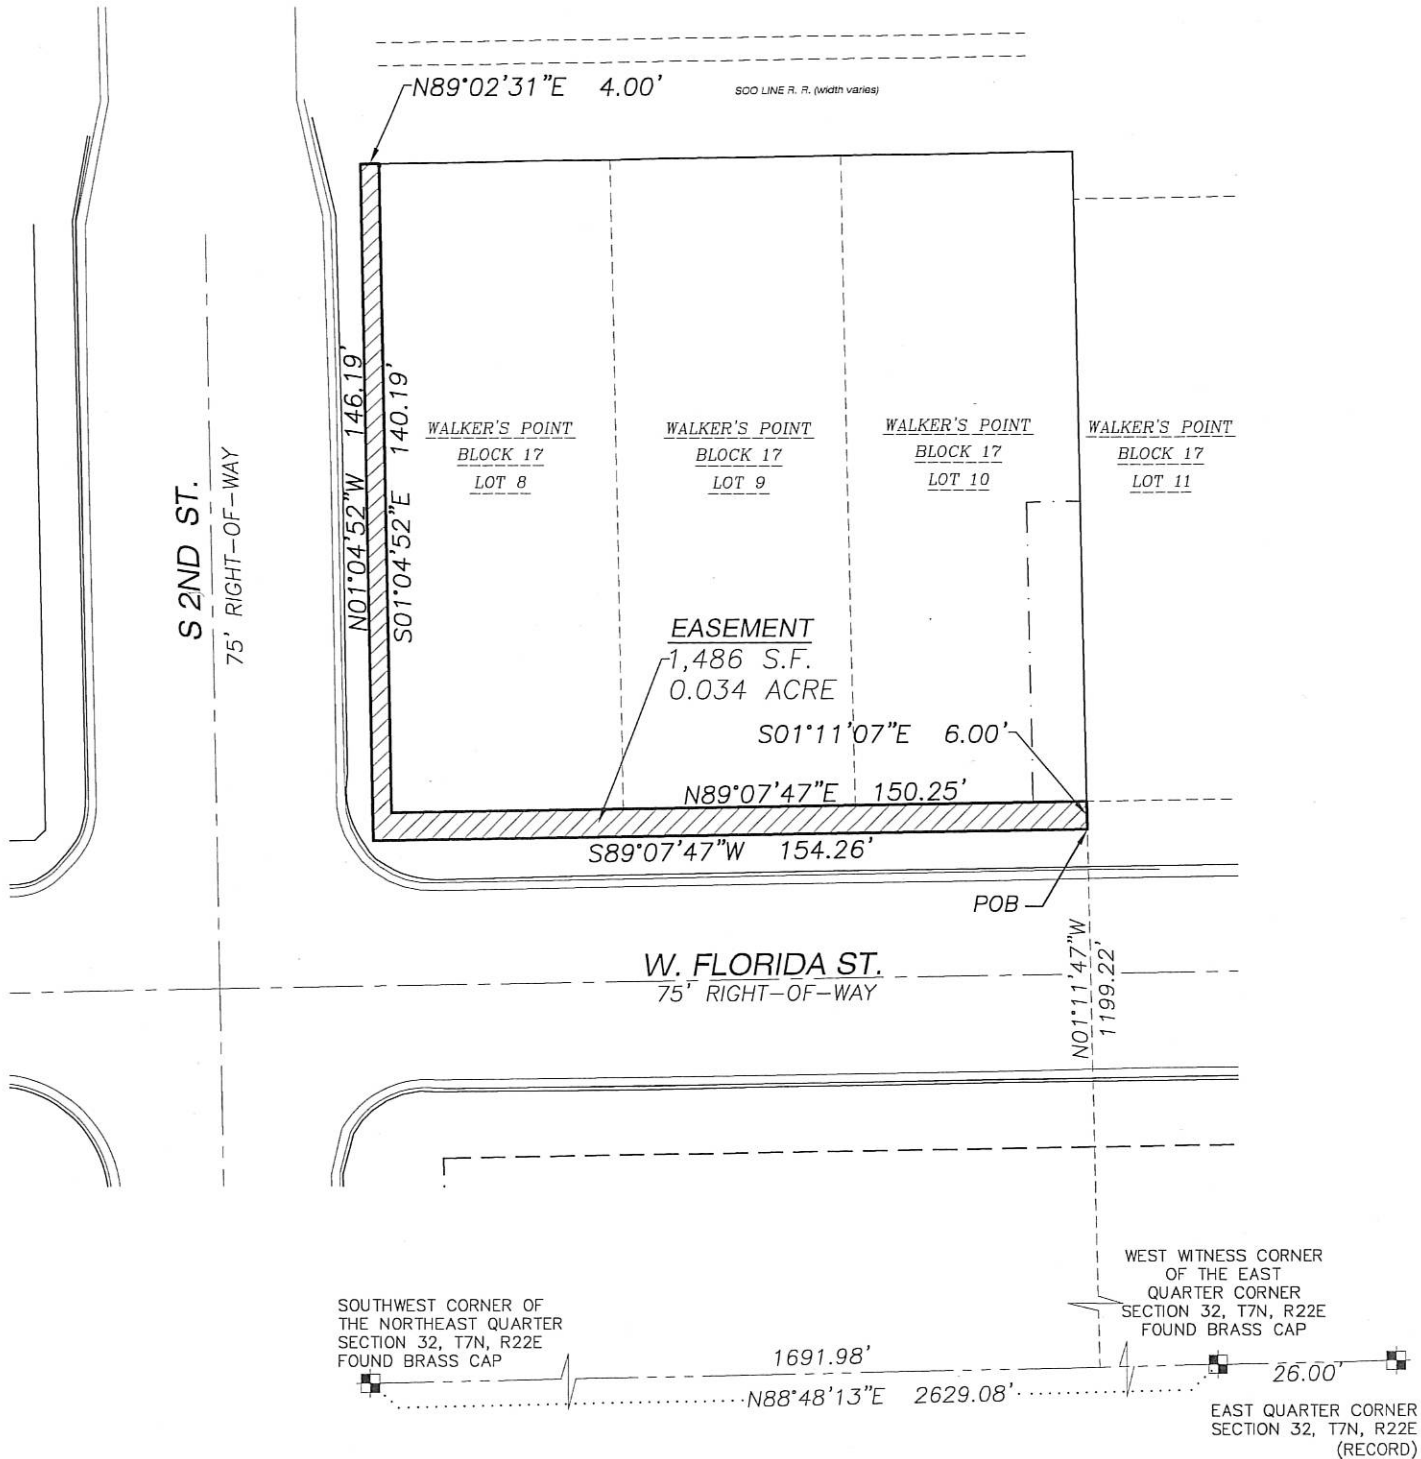 N89°02'31"E 4.00'
SOO LINE R. R. (width varies)
N01°04'52"W 146.19'
S01°04'52"E 140.19'
WALKER'S POINT
BLOCK 17
LOT 8
WALKER'S POINT
BLOCK 17
LOT 9
WALKER'S POINT
BLOCK 17
LOT 10
WALKER'S POINT
BLOCK 17
LOT 11
S 2ND ST.
75' RIGHT-OF-WAY
EASEMENT
1,486 S.F.
0.034 ACRE
S01°11'07"E 6.00'
N89°07'47"E 150.25'
S89°07'47"W 154.26'
POB
W. FLORIDA ST.
75' RIGHT-OF-WAY
N01°11'47"W
1199.22'
SOUTHWEST CORNER OF
THE NORTHEAST QUARTER
SECTION 32, T7N, R22E
FOUND BRASS CAP
WEST WITNESS CORNER
OF THE EAST
QUARTER CORNER
SECTION 32, T7N, R22E
FOUND BRASS CAP
1691.98'
N88°48'13"E 2629.08'
26.00'
EAST QUARTER CORNER
SECTION 32, T7N, R22E
(RECORD)